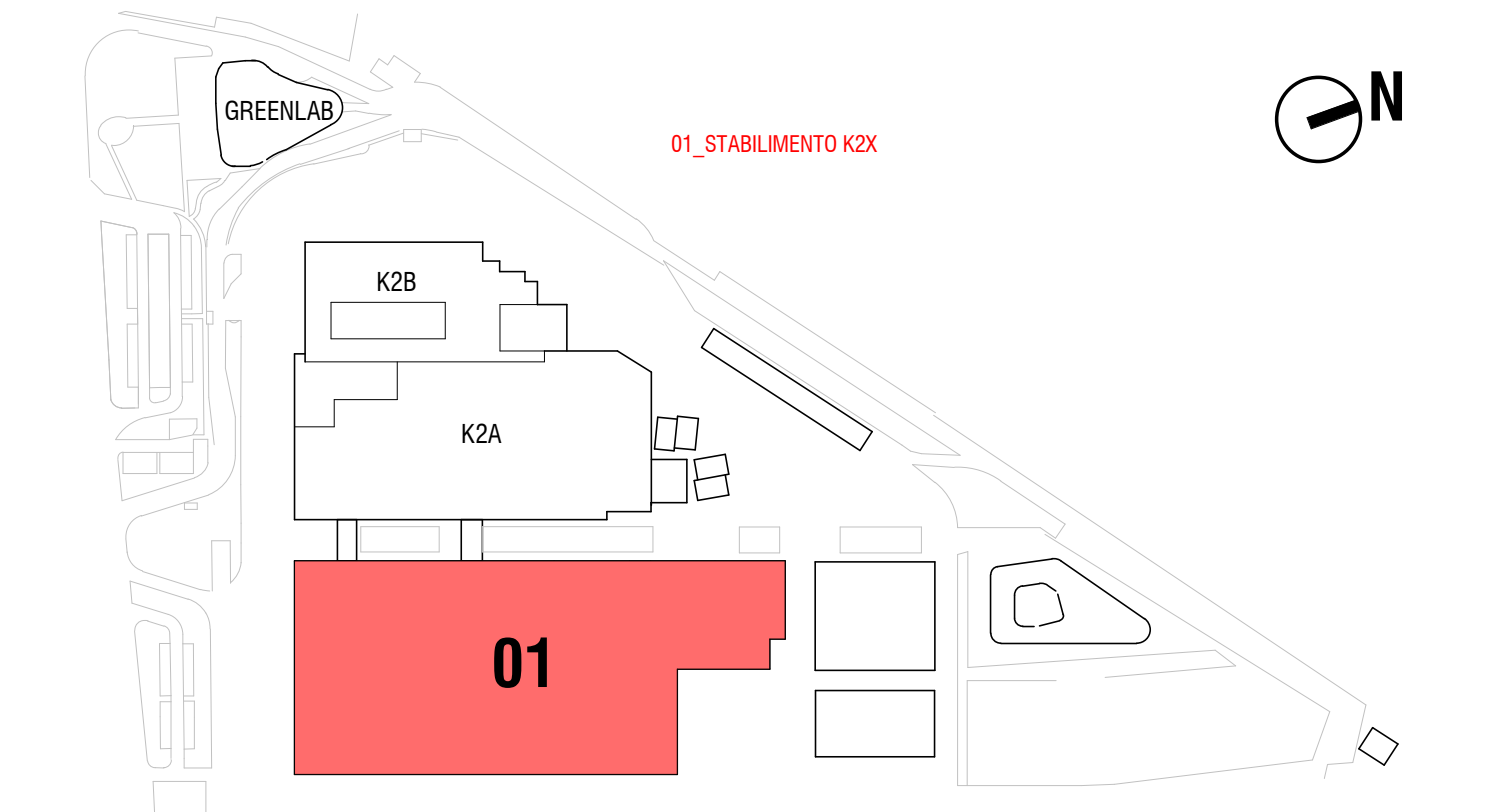 N
GREENLAB
01_STABILIMENTO K2X
K2B
K2A
01